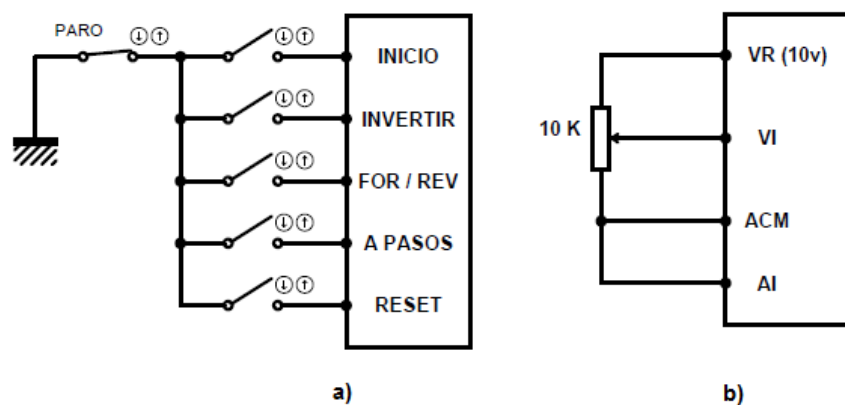 PARO
INICIO
INVERTIR
FOR / REV
A PASOS
RESET
a)
VR (10v)
10 K
VI
ACM
AI
b)